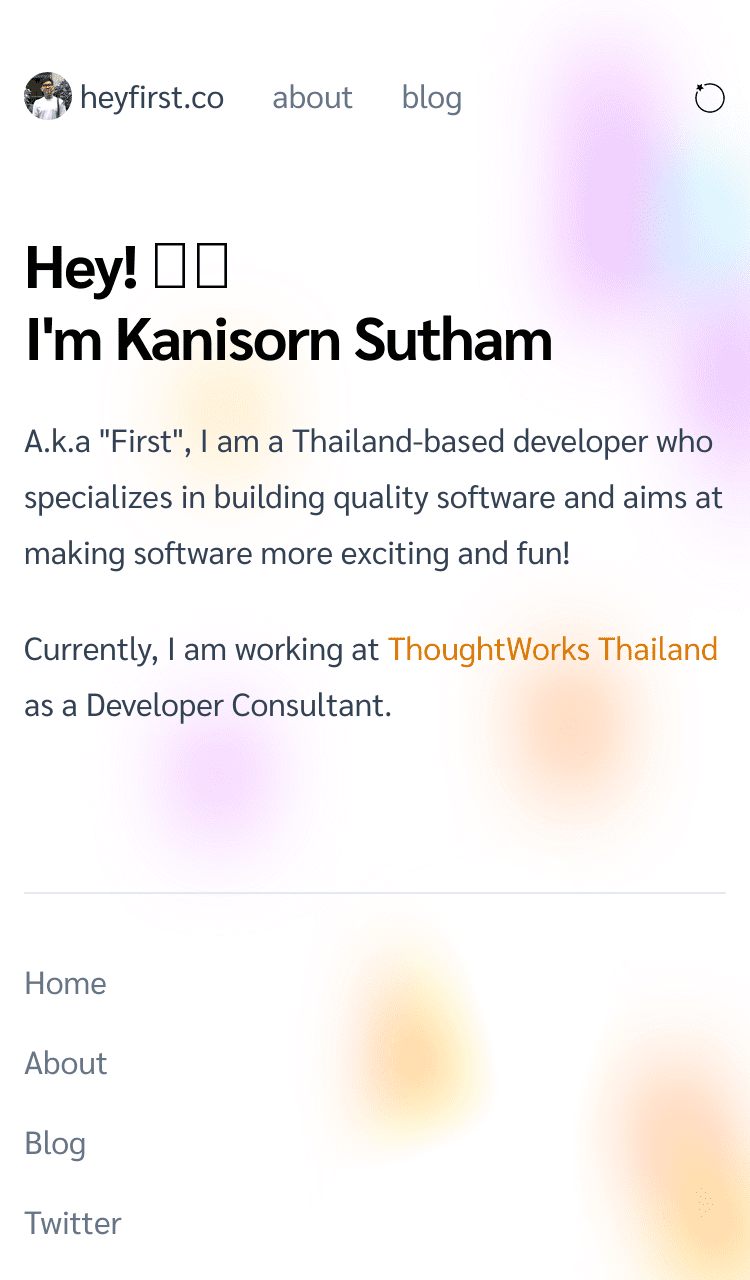 heyfirst.co about blog
Hey!
I'm Kanisorn Sutham
A.k.a "First", I am a Thailand-based developer who
specializes in building quality software and aims at
making software more exciting and fun!
Currently, I am working at ThoughtWorks Thailand
as a Developer Consultant.
Home
About
Blog
Twitter